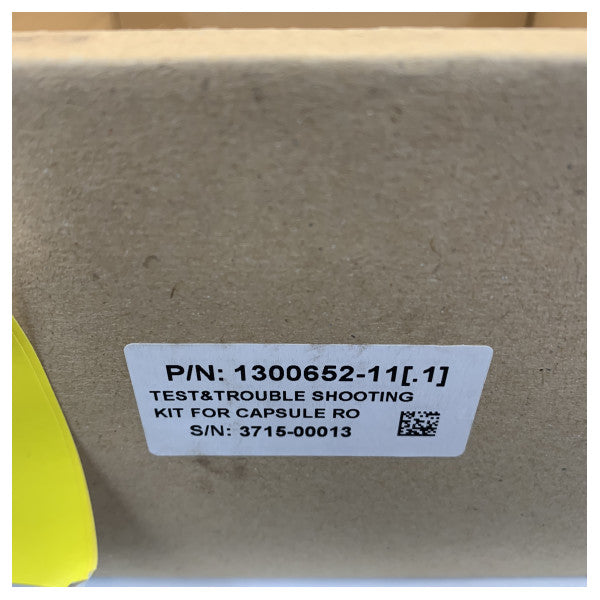 P/N: 1300652-11[.1]
TEST&TROUBLE SHOOTING
KIT FOR CAPSULE RO
S/N: 3715-00013